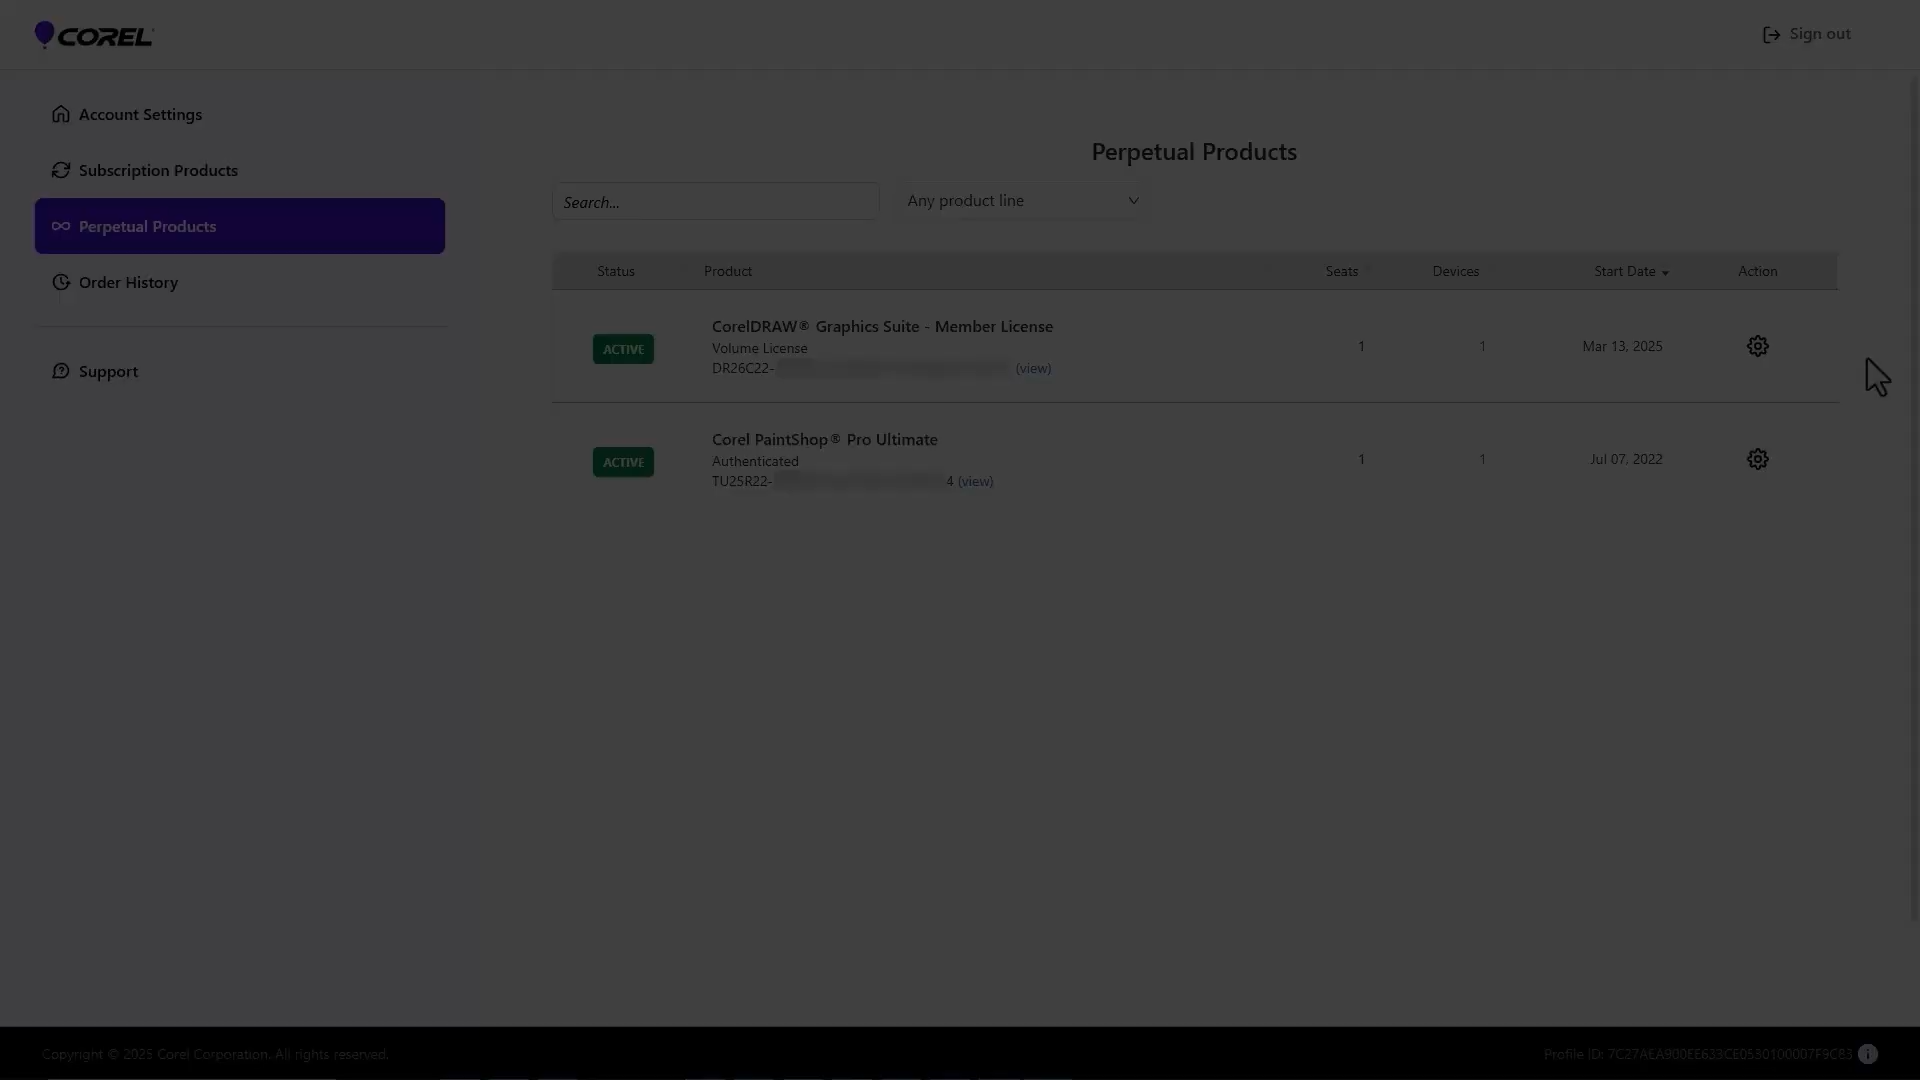 COREL
Sign out
Account Settings
Subscription Products
Perpetual Products
Order History
Support
Perpetual Products
Search...
Any product line
Status Product Seats Devices Start Date Action
ACTIVE
CorelDRAW® Graphics Suite - Member License
Volume License
DR26C22- (view)
1 1 Mar 13, 2025
ACTIVE
Corel PaintShop® Pro Ultimate
Authenticated
TU25R22- 4 (view)
1 1 Jul 07, 2022
Copyright © 2025 Corel Corporation. All rights reserved.
Profile ID: 7C27AEA900EE633CE0530100007F9C83